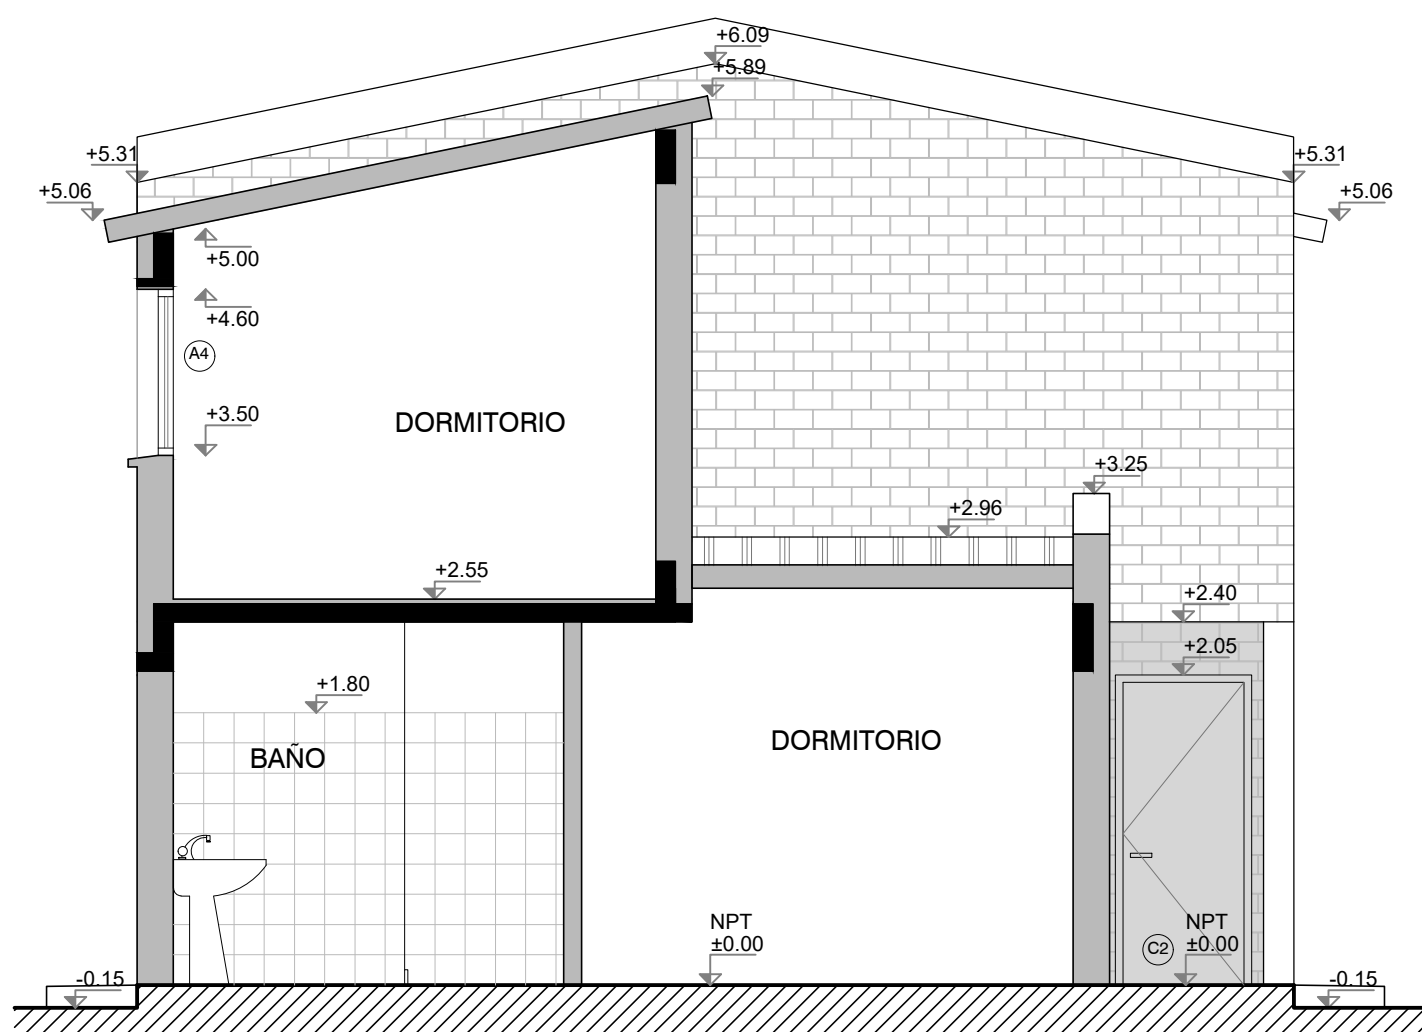 +6.09
+5.89
+5.31
+5.31
+5.06
+5.06
+5.00
+4.60
A4
+3.50
DORMITORIO
+3.25
+2.96
+2.55
+2.40
+2.05
+1.80
DORMITORIO
BAÑO
NPT
±0.00
NPT
±0.00
C2
-0.15
-0.15